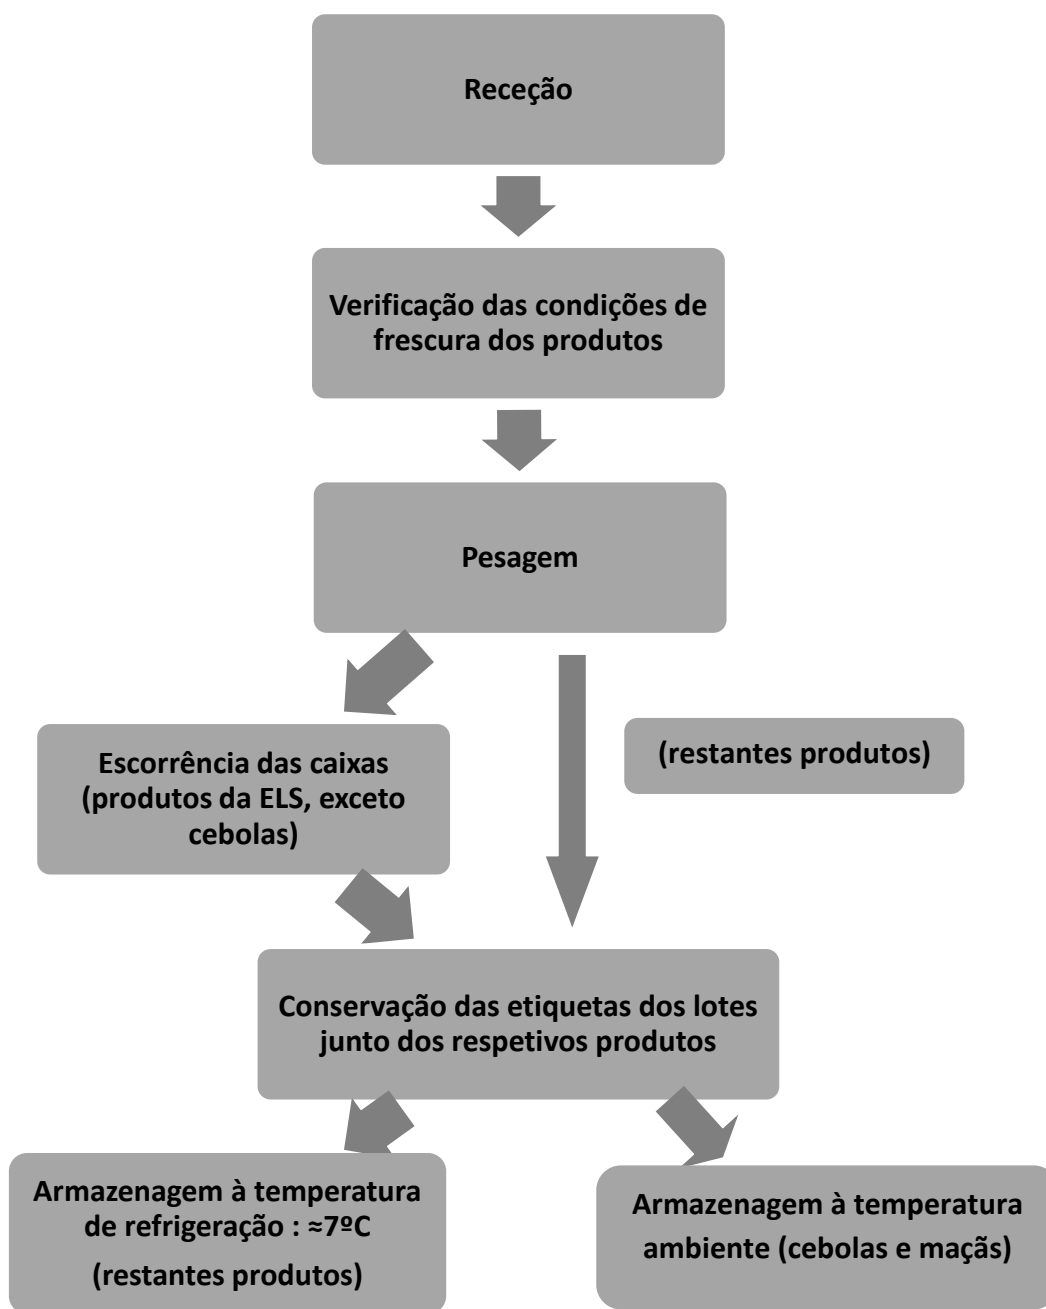 Receção
Verificação das condições de
frescura dos produtos
Pesagem
Escorrência das caixas
(produtos da ELS, exceto
cebolas)
(restantes produtos)
Conservação das etiquetas dos lotes
junto dos respetivos produtos
Armazenagem à temperatura
de refrigeração : ≈7ºC
(restantes produtos)
Armazenagem à temperatura
ambiente (cebolas e maçãs)